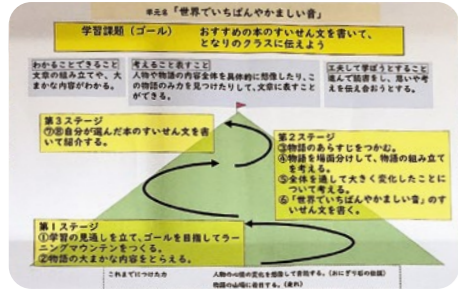 単元名「世界でいちばんやかましい音」
学習課題（ゴール）　おすすめの本のすいせん文を書いて、
となりのクラスに伝えよう
わかることできること
文章の組み立てや、大
まかな内容がわかる。
考えること表すこと
人物や物語の内容全体を具体的に想像したり、こ
の物語のみ力を見つけたりして、文章に表すこと
ができる。
工夫して学ぼうとすること
進んで読書をし、思いや考
えを伝え合おうとする。
第3ステージ
⑦⑧自分が選んだ本のすいせん文を書
いて紹介する。
第2ステージ
③物語のあらすじをつかむ。
④物語を場面分けして、物語の組み立て
を考える。
⑤全体を通して大きく変化したことに
ついて考える。
⑥「世界でいちばんやかましい音」のす
いせん文を書く。
第1ステージ
①学習の見通しを立て、ゴールを目指してラー
ニングマウンテンをつくる。
②物語の大まかな内容をとらえる。
これまでにつけた力
人物の心情の変化を想像して音読する。（おにぎり石の伝説）
物語の山場に着目する。